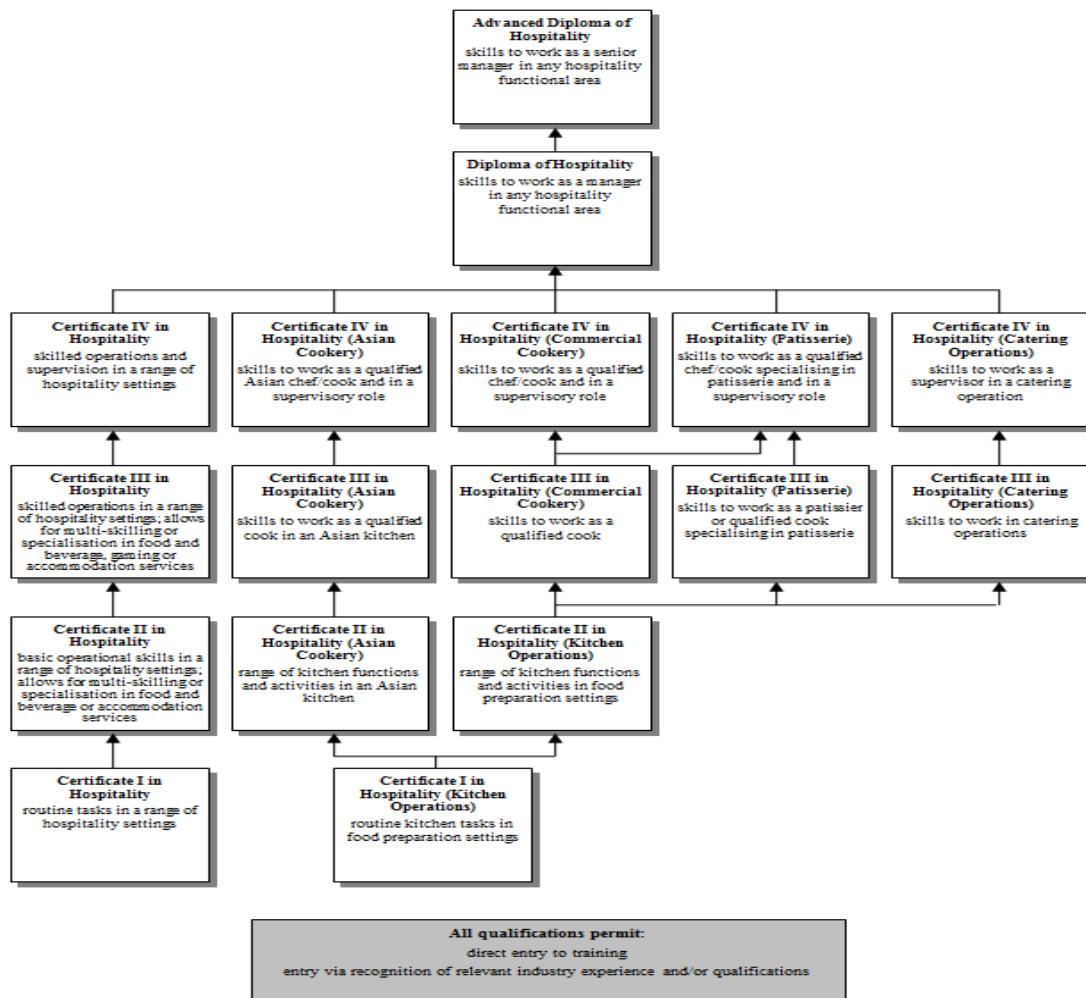 Advanced Diploma of
Hospitality
skills to work as a senior
manager in any hospitality
functional area
Diploma of Hospitality
skills to work as a manager
in any hospitality
functional area
Certificate IV in
Hospitality
skilled operations and
supervision in a range of
hospitality settings
Certificate IV in
Hospitality (Asian
Cookery)
skills to work as a qualified
Asian chef/cook and in a
supervisory role
Certificate IV in
Hospitality (Commercial
Cookery)
skills to work as a qualified
chef/cook and in a
supervisory role
Certificate IV in
Hospitality (Patisserie)
skills to work as a qualified
chef/cook specialising in
patisserie and in a
supervisory role
Certificate IV in
Hospitality (Catering
Operations)
skills to work as a
supervisor in a catering
operation
Certificate III in
Hospitality
skilled operations in a range
of hospitality settings; allows
for multi-skilling or
specialisation in food and
beverage, gaming or
accommodation services
Certificate III in
Hospitality (Asian
Cookery)
skills to work as a qualified
cook in an Asian kitchen
Certificate III in
Hospitality (Commercial
Cookery)
skills to work as a
qualified cook
Certificate III in
Hospitality (Patisserie)
skills to work as a patissier
or qualified cook
specialising in patisserie
Certificate III in
Hospitality (Catering
Operations)
skills to work in catering
operations
Certificate II in
Hospitality
basic operational skills in a
range of hospitality settings;
allows for multi-skilling or
specialisation in food and
beverage or accommodation
services
Certificate II in
Hospitality (Asian
Cookery)
range of kitchen functions
and activities in an Asian
kitchen
Certificate II in
Hospitality (Kitchen
Operations)
range of kitchen functions
and activities in food
preparation settings
Certificate I in
Hospitality
routine tasks in a range of
hospitality settings
Certificate I in
Hospitality (Kitchen
Operations)
routine kitchen tasks in
food preparation settings
All qualifications permit:
direct entry to training
entry via recognition of relevant industry experience and/or qualifications